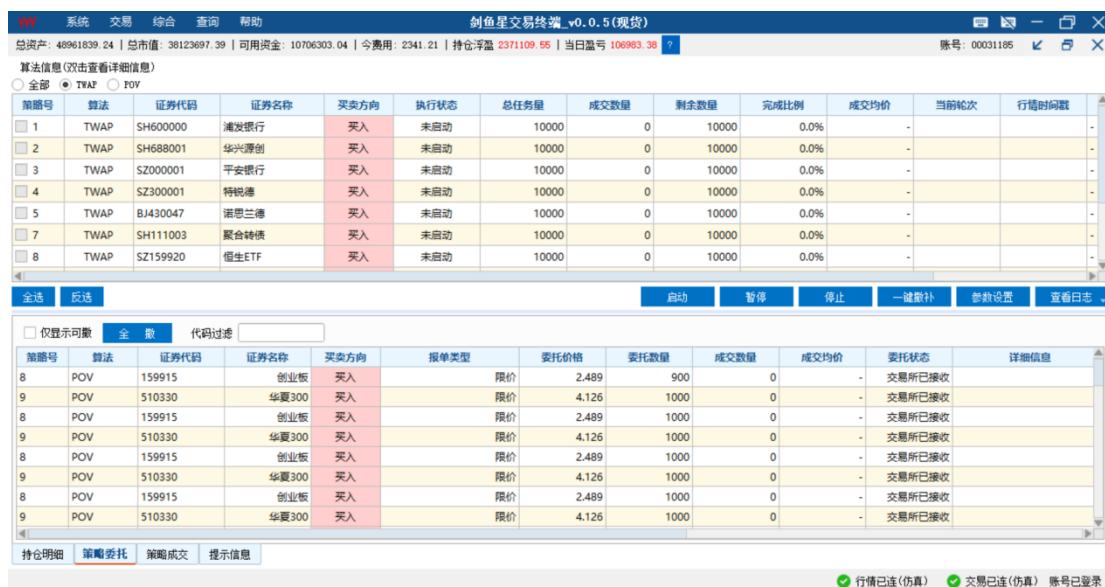 系统 交易 综合 查询 帮助 剑鱼星交易终端_v0.0.5(现货)
总资产: 48961839.24 | 总市值: 38123697.39 | 可用资金: 10706303.04 | 今费用: 2341.21 | 持仓浮盈 2371109.55 | 当日盈亏 106983.38 ? 账号: 00031185
算法信息(双击查看详细信息)
全部 TWAP POV
策略号 算法 证券代码 证券名称 买卖方向 执行状态 总任务量 成交数量 剩余数量 完成比例 成交均价 当前轮次 行情时间戳
1 TWAP SH600000 浦发银行 买入 未启动 10000 0 10000 0.0% - -
2 TWAP SH688001 华兴源创 买入 未启动 10000 0 10000 0.0% - -
3 TWAP SZ000001 平安银行 买入 未启动 10000 0 10000 0.0% - -
4 TWAP SZ300001 特锐德 买入 未启动 10000 0 10000 0.0% - -
5 TWAP BJ430047 诺思兰德 买入 未启动 10000 0 10000 0.0% - -
7 TWAP SH111003 聚合转债 买入 未启动 10000 0 10000 0.0% - -
8 TWAP SZ159920 恒生ETF 买入 未启动 10000 0 10000 0.0% - -
全选 反选 启动 暂停 停止 一键撤补 参数设置 查看日志
仅显示可撤 全 撤 代码过滤
策略号 算法 证券代码 证券名称 买卖方向 报单类型 委托价格 委托数量 成交数量 成交均价 委托状态 详细信息
8 POV 159915 创业板 买入 限价 2.489 900 0 - 交易所已接收
9 POV 510330 华夏300 买入 限价 4.126 1000 0 - 交易所已接收
8 POV 159915 创业板 买入 限价 2.489 1000 0 - 交易所已接收
9 POV 510330 华夏300 买入 限价 4.126 1000 0 - 交易所已接收
8 POV 159915 创业板 买入 限价 2.489 1000 0 - 交易所已接收
9 POV 510330 华夏300 买入 限价 4.126 1000 0 - 交易所已接收
8 POV 159915 创业板 买入 限价 2.489 1000 0 - 交易所已接收
9 POV 510330 华夏300 买入 限价 4.126 1000 0 - 交易所已接收
持仓明细 策略委托 策略成交 提示信息
行情已连(仿真) 交易已连(仿真) 账号已登录